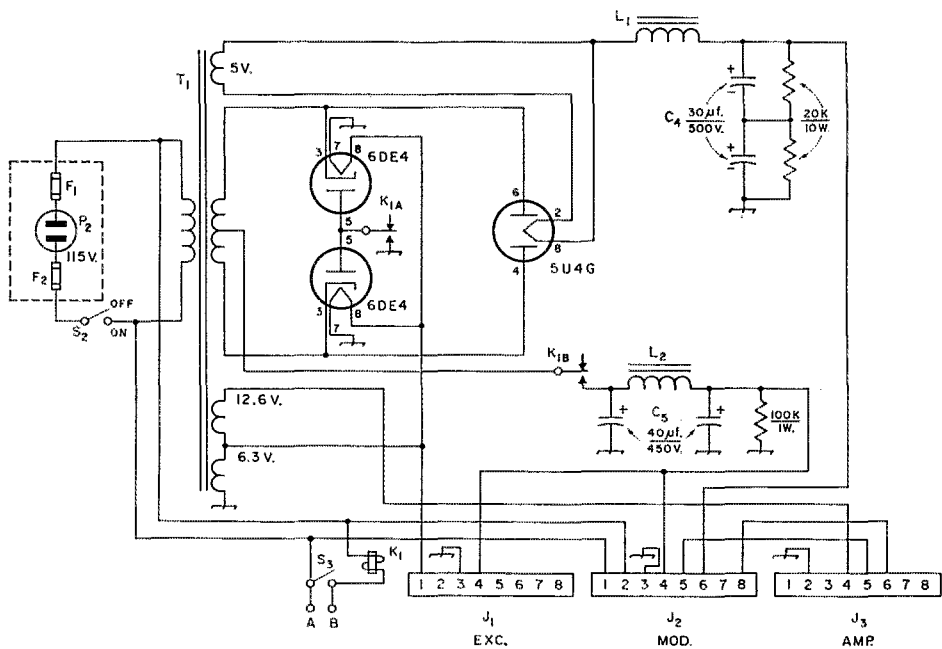 L1
T1
5V.
+
-
C4 30µf. 500V.
20K 10W.
+
-
3
7
8
6DE4
F1
P2
115V.
F2
K1A
5
5
6
2
8
4
5U4G
3
7
8
6DE4
OFF
S2
ON
K1B
L2
12.6V.
6.3V.
+
C5
+
40µf. 450V.
100K 1W.
S3
K1
A
B
1 2 3 4 5 6 7 8
1 2 3 4 5 6 7 8
1 2 3 4 5 6 7 8
J1
J2
J3
EXC.
MOD.
AMP.